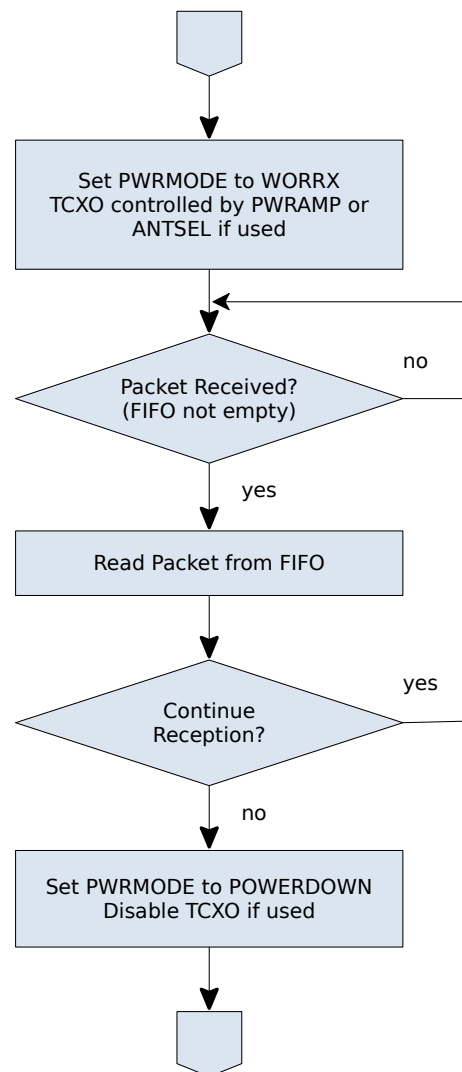 Set PWRMODE to WORRX
TCXO controlled by PWRAMP or
ANTSEL if used
no
Packet Received?
(FIFO not empty)
yes
Read Packet from FIFO
yes
Continue
Reception?
no
Set PWRMODE to POWERDOWN
Disable TCXO if used